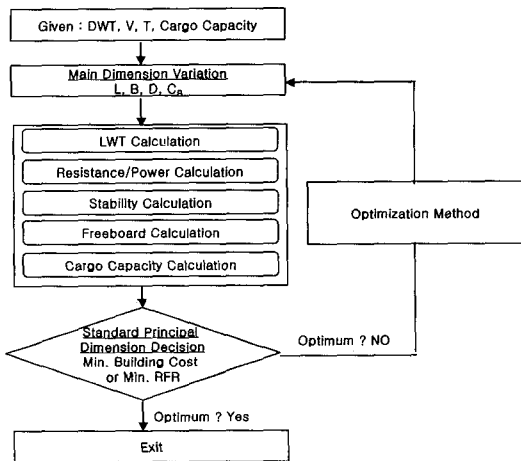 Given : DWT, V, T, Cargo Capacity
Main Dimension Variation
L, B, D, CB
LWT Calculation
Resistance/Power Calculation
Stability Calculation
Freeboard Calculation
Cargo Capacity Calculation
Optimization Method
Standard Principal
Dimension Decision
Min. Building Cost
or Min. RFR
Optimum ? NO
Optimum ? Yes
Exit